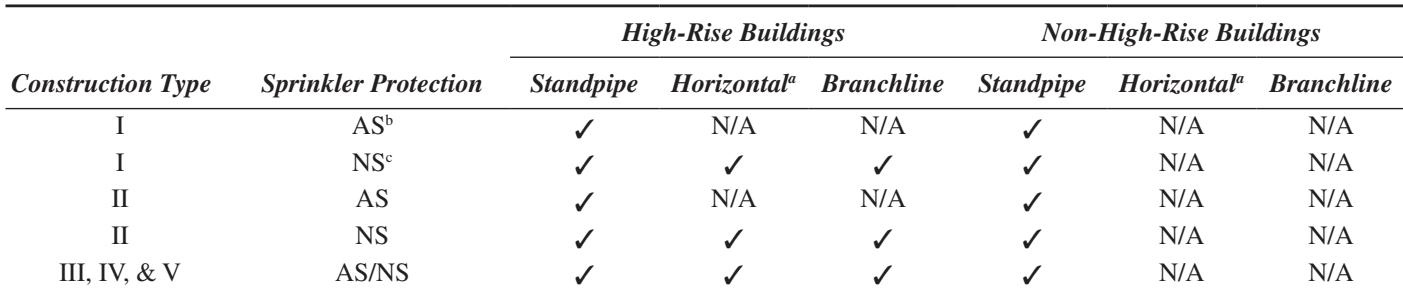 High-Rise Buildings Non-High-Rise Buildings
Construction Type Sprinkler Protection Standpipe Horizontalᵃ Branchline Standpipe Horizontalᵃ Branchline
I ASᵇ ✓ N/A N/A ✓ N/A N/A
I NSᶜ ✓ ✓ ✓ ✓ N/A N/A
II AS ✓ N/A N/A ✓ N/A N/A
II NS ✓ ✓ ✓ ✓ N/A N/A
III, IV, & V AS/NS ✓ ✓ ✓ ✓ N/A N/A